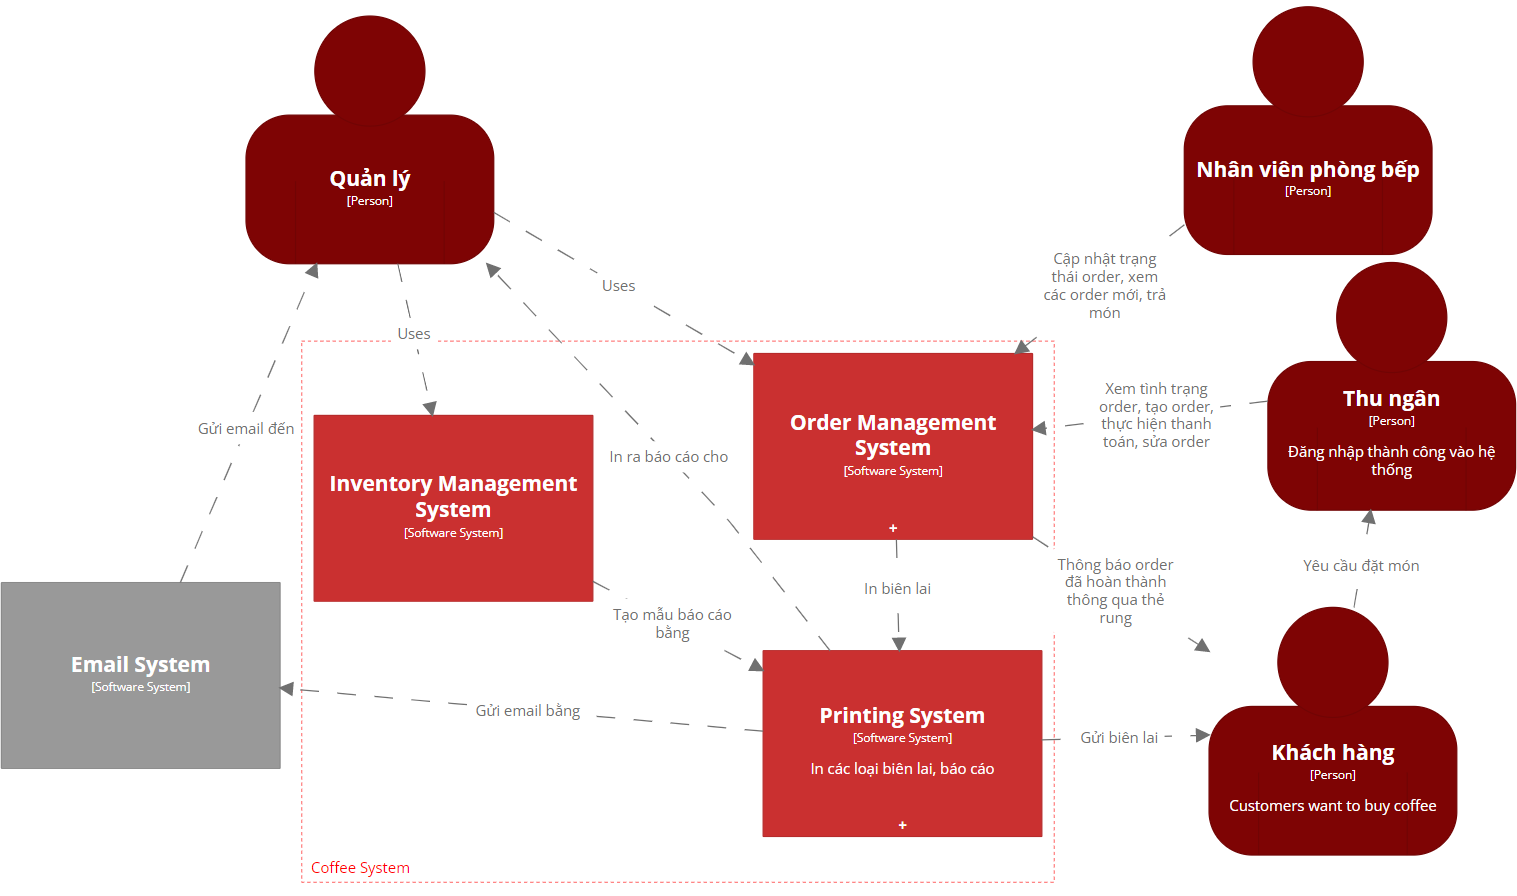 Quản lý
[Person]
Nhân viên phòng bếp
[Person]
Cập nhật trạng
thái order, xem
các order mới, trả
món
Uses
Uses
Thu ngân
[Person]
Đăng nhập thành công vào hệ
thống
Xem tình trạng
order, tạo order,
thực hiện thanh
toán, sửa order
Order Management
System
[Software System]
+
Gửi email đến
In ra báo cáo cho
Inventory Management
System
[Software System]
Thông báo order
đã hoàn thành
thông qua thẻ
rung
Yêu cầu đặt món
In biên lai
Tạo mẫu báo cáo
bằng
Email System
[Software System]
Gửi email bằng
Printing System
[Software System]
In các loại biên lai, báo cáo
+
Gửi biên lai
Khách hàng
[Person]
Customers want to buy coffee
Coffee System